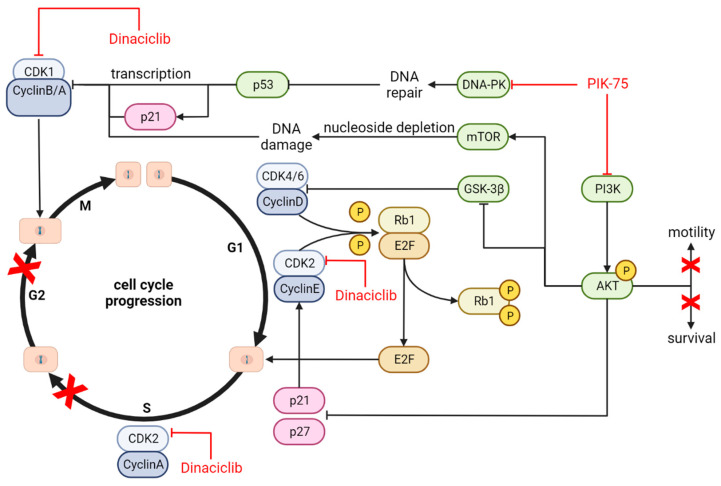 Dinaciclib
CDK1
CyclinB/A
transcription
p53
DNA
repair
DNA-PK
PIK-75
p21
DNA
damage
nucleoside depletion
mTOR
CDK4/6
CyclinD
GSK-3β
PI3K
M
P
Rb1
E2F
P
motility
G1
G2
cell cycle
progression
CDK2
CyclinE
Dinaciclib
Rb1
P
P
AKT
P
survival
E2F
S
p21
p27
CDK2
CyclinA
Dinaciclib